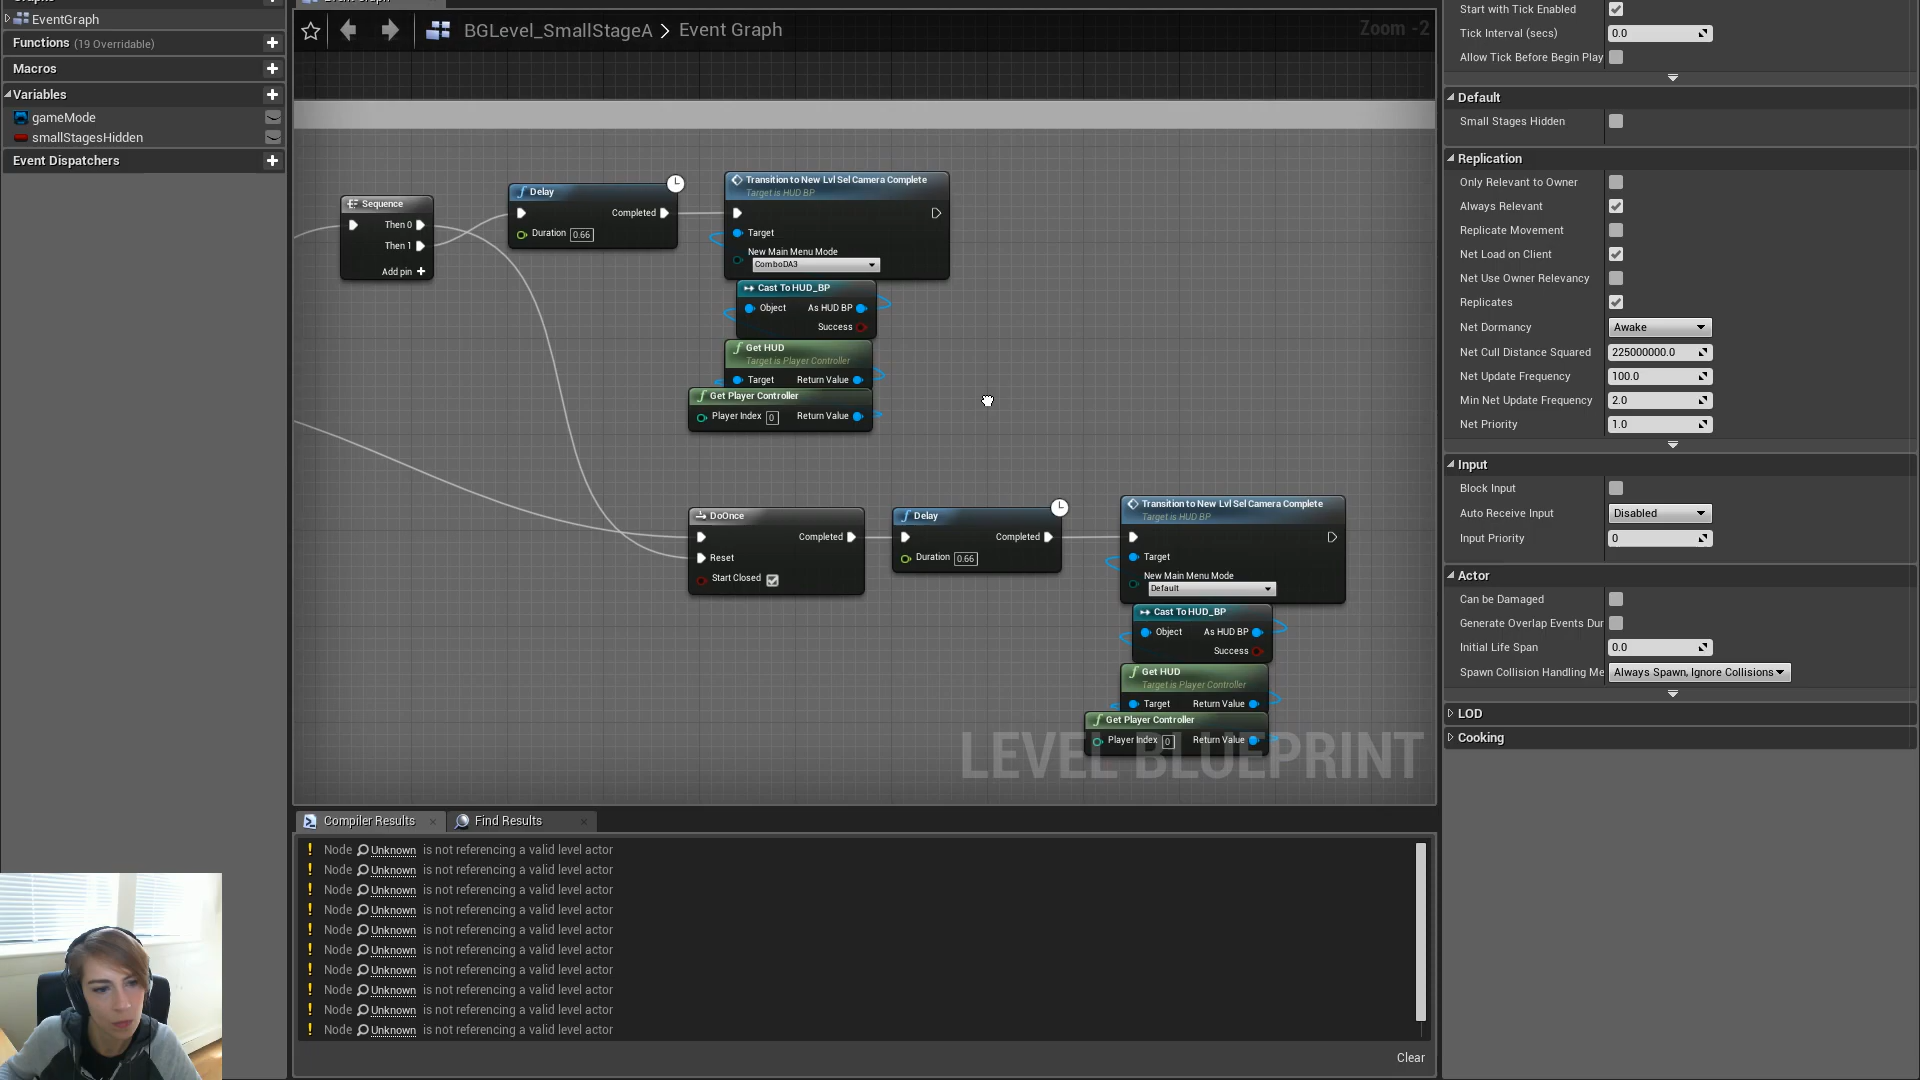 EventGraph
Functions (19 Overridable)
Macros
Variables
gameMode
smallStagesHidden
Event Dispatchers
BGLevel_SmallStageA > Event Graph
Zoom -2
Sequence
Then 0
Then 1
Add pin
Delay
Completed
Duration 0.66
Transition to New Lvl Sel Camera Complete
Target is HUD BP
Target
New Main Menu Mode
ComboDA3
Cast To HUD_BP
Object As HUD BP
Success
Get HUD
Target is Player Controller
Target Return Value
Get Player Controller
Player Index 0 Return Value
DoOnce
Completed
Reset
Start Closed
Delay
Completed
Duration 0.66
Transition to New Lvl Sel Camera Complete
Target is HUD BP
Target
New Main Menu Mode
Default
Cast To HUD_BP
Object As HUD BP
Success
Get HUD
Target is Player Controller
Target Return Value
Get Player Controller
Player Index 0 Return Value
LEVEL BLUEPRINT
Compiler Results
Find Results
Node Unknown is not referencing a valid level actor
Node Unknown is not referencing a valid level actor
Node Unknown is not referencing a valid level actor
Node Unknown is not referencing a valid level actor
Node Unknown is not referencing a valid level actor
Node Unknown is not referencing a valid level actor
Node Unknown is not referencing a valid level actor
Node Unknown is not referencing a valid level actor
Node Unknown is not referencing a valid level actor
Node Unknown is not referencing a valid level actor
Clear
Start with Tick Enabled
Tick Interval (secs) 0.0
Allow Tick Before Begin Play
Default
Small Stages Hidden
Replication
Only Relevant to Owner
Always Relevant
Replicate Movement
Net Load on Client
Net Use Owner Relevancy
Replicates
Net Dormancy Awake
Net Cull Distance Squared 225000000.0
Net Update Frequency 100.0
Min Net Update Frequency 2.0
Net Priority 1.0
Input
Block Input
Auto Receive Input Disabled
Input Priority 0
Actor
Can be Damaged
Generate Overlap Events Dur
Initial Life Span 0.0
Spawn Collision Handling Me Always Spawn, Ignore Collisions
LOD
Cooking